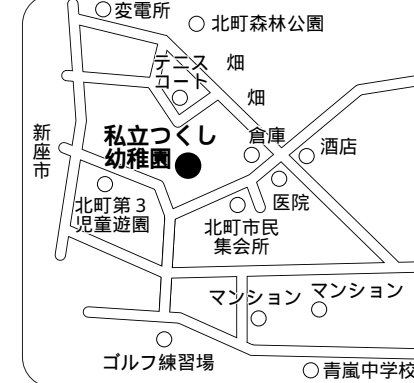 変電所
北町森林公園
テニス
コート
畑
畑
新座市
私立つくし
幼稚園
倉庫
酒店
北町第3
児童遊園
医院
北町市民
集会所
マンション
マンション
ゴルフ練習場
青嵐中学校